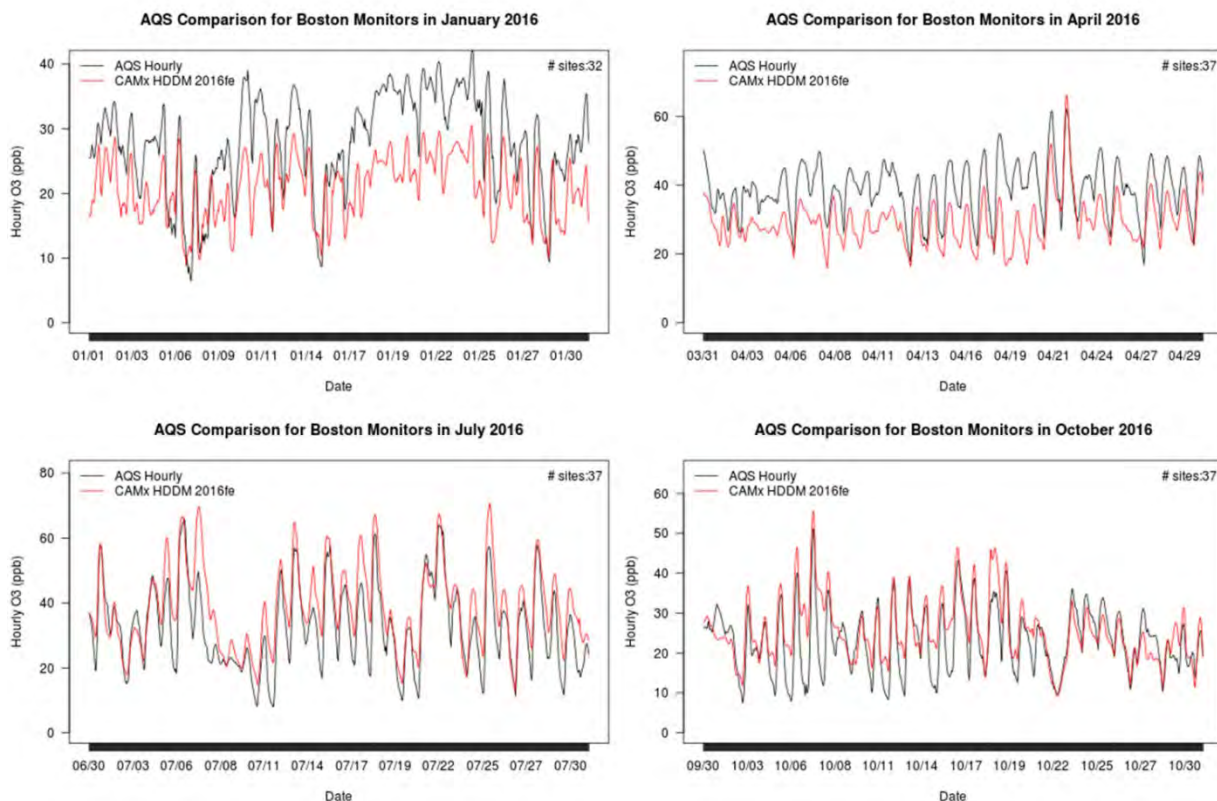 AQS Comparison for Boston Monitors in January 2016
AQS Hourly
CAMx HDDM 2016fe
# sites:32
Hourly O3 (ppb)
40
30
20
10
0
01/01 01/03 01/06 01/09 01/11 01/14 01/17 01/19 01/22 01/25 01/27 01/30
Date
AQS Comparison for Boston Monitors in April 2016
AQS Hourly
CAMx HDDM 2016fe
# sites:37
Hourly O3 (ppb)
60
40
20
0
03/31 04/03 04/06 04/08 04/11 04/13 04/16 04/19 04/21 04/24 04/27 04/29
Date
AQS Comparison for Boston Monitors in July 2016
AQS Hourly
CAMx HDDM 2016fe
# sites:37
Hourly O3 (ppb)
80
60
40
20
0
06/30 07/03 07/06 07/08 07/11 07/14 07/17 07/19 07/22 07/25 07/27 07/30
Date
AQS Comparison for Boston Monitors in October 2016
AQS Hourly
CAMx HDDM 2016fe
# sites:37
Hourly O3 (ppb)
60
50
40
30
20
10
0
09/30 10/03 10/06 10/08 10/11 10/14 10/17 10/19 10/22 10/25 10/27 10/30
Date